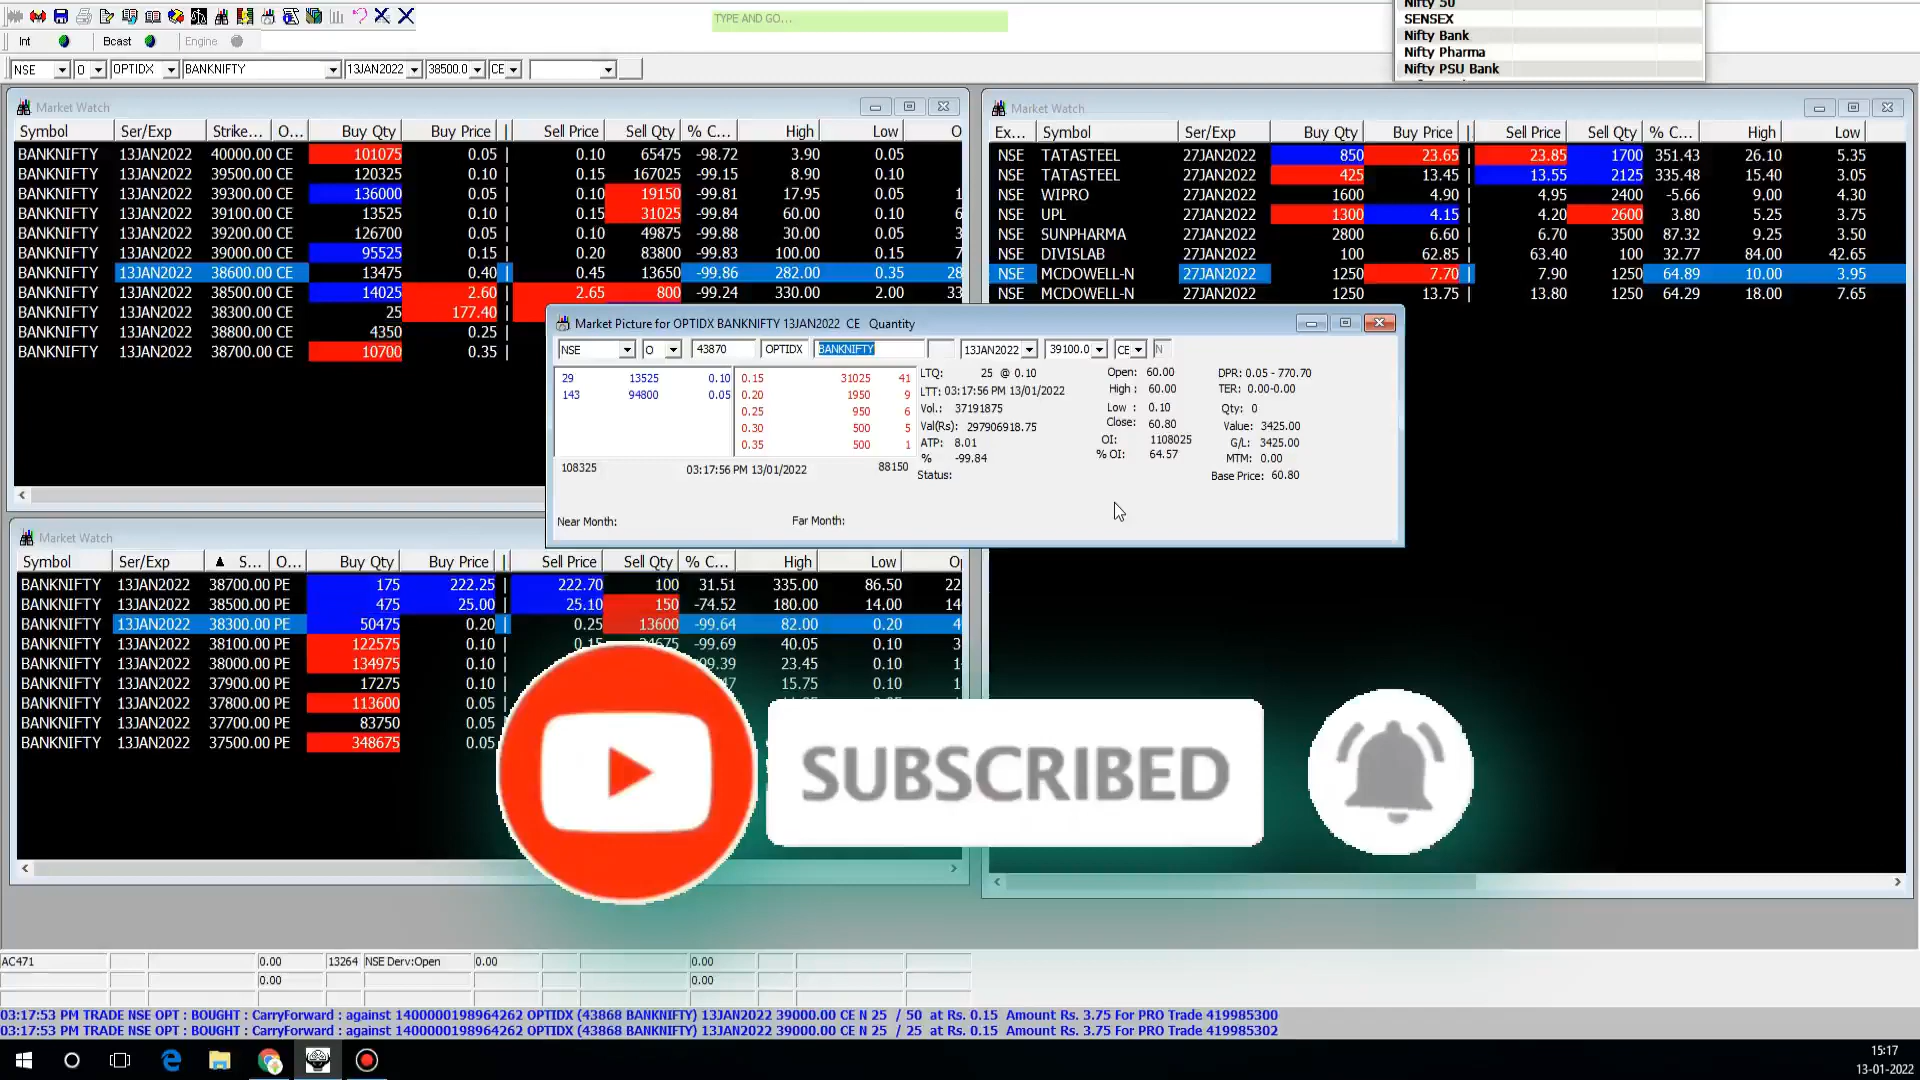 TYPE AND GO...
Nifty 50
SENSEX
Nifty Bank
Nifty Pharma
Nifty PSU Bank
Int Bcast Engine
NSE O OPTIDX BANKNIFTY 13JAN2022 38500.0 CE
Market Watch
Symbol Ser/Exp Strike... O... Buy Qty Buy Price | Sell Price Sell Qty % C... High Low O
BANKNIFTY 13JAN2022 40000.00 CE 101075 0.05 | 0.10 65475 -98.72 3.90 0.05
BANKNIFTY 13JAN2022 39500.00 CE 120325 0.10 | 0.15 167025 -99.15 8.90 0.10
BANKNIFTY 13JAN2022 39300.00 CE 136000 0.05 | 0.10 19150 -99.81 17.95 0.05 1
BANKNIFTY 13JAN2022 39100.00 CE 13525 0.10 | 0.15 31025 -99.84 60.00 0.10 6
BANKNIFTY 13JAN2022 39200.00 CE 126700 0.05 | 0.10 49875 -99.88 30.00 0.05 3
BANKNIFTY 13JAN2022 39000.00 CE 95525 0.15 | 0.20 83800 -99.83 100.00 0.15 7
BANKNIFTY 13JAN2022 38600.00 CE 13475 0.40 | 0.45 13650 -99.86 282.00 0.35 28
BANKNIFTY 13JAN2022 38500.00 CE 14025 2.60 | 2.65 800 -99.24 330.00 2.00 33
BANKNIFTY 13JAN2022 38300.00 CE 25 177.40 |
BANKNIFTY 13JAN2022 38800.00 CE 4350 0.25 |
BANKNIFTY 13JAN2022 38700.00 CE 10700 0.35 |
Market Watch
Ex... Symbol Ser/Exp Buy Qty Buy Price | Sell Price Sell Qty % C... High Low
NSE TATASTEEL 27JAN2022 850 23.65 | 23.85 1700 351.43 26.10 5.35
NSE TATASTEEL 27JAN2022 425 13.45 | 13.55 2125 335.48 15.40 3.05
NSE WIPRO 27JAN2022 1600 4.90 | 4.95 2400 -5.66 9.00 4.30
NSE UPL 27JAN2022 1300 4.15 | 4.20 2600 3.80 5.25 3.75
NSE SUNPHARMA 27JAN2022 2800 6.60 | 6.70 3500 87.32 9.25 3.50
NSE DIVISLAB 27JAN2022 100 62.85 | 63.40 100 32.77 84.00 42.65
NSE MCDOWELL-N 27JAN2022 1250 7.70 | 7.90 1250 64.89 10.00 3.95
NSE MCDOWELL-N 27JAN2022 1250 13.75 | 13.80 1250 64.29 18.00 7.65
Market Picture for OPTIDX BANKNIFTY 13JAN2022 CE Quantity
NSE O 43870 OPTIDX BANKNIFTY 13JAN2022 39100.0 CE N
29 13525 0.10 0.15 31025 41
143 94800 0.05 0.20 1950 9
0.25 950 6
0.30 500 5
0.35 500 1
108325 03:17:56 PM 13/01/2022 88150
LTQ: 25 @ 0.10 Open: 60.00 DPR: 0.05 - 770.70
LTT: 03:17:56 PM 13/01/2022 High : 60.00 TER: 0.00-0.00
Vol.: 37191875 Low : 0.10 Qty: 0
Val(Rs): 297906918.75 Close: 60.80 Value: 3425.00
ATP: 8.01 OI: 1108025 G/L: 3425.00
% -99.84 % OI: 64.57 MTM: 0.00
Status: Base Price: 60.80
Near Month: Far Month:
Market Watch
Symbol Ser/Exp S... O... Buy Qty Buy Price | Sell Price Sell Qty % C... High Low
BANKNIFTY 13JAN2022 38700.00 PE 175 222.25 | 222.70 100 31.51 335.00 86.50 22
BANKNIFTY 13JAN2022 38500.00 PE 475 25.00 | 25.10 150 -74.52 180.00 14.00 14
BANKNIFTY 13JAN2022 38300.00 PE 50475 0.20 | 0.25 13600 -99.64 82.00 0.20 4
BANKNIFTY 13JAN2022 38100.00 PE 122575 0.10 | -99.69 40.05 0.10 3
BANKNIFTY 13JAN2022 38000.00 PE 134975 0.10 | 23.45 0.10 1
BANKNIFTY 13JAN2022 37900.00 PE 17275 0.10 15.75 0.10
BANKNIFTY 13JAN2022 37800.00 PE 113600 0.05
BANKNIFTY 13JAN2022 37700.00 PE 83750 0.05
BANKNIFTY 13JAN2022 37500.00 PE 348675 0.05
SUBSCRIBED
AC471 0.00 13264 NSE Derv:Open 0.00 0.00
0.00 0.00
03:17:53 PM TRADE NSE OPT : BOUGHT : CarryForward : against 1400000198964262 OPTIDX (43868 BANKNIFTY) 13JAN2022 39000.00 CE N 25 / 50 at Rs. 0.15 Amount Rs. 3.75 For PRO Trade 419985300
03:17:53 PM TRADE NSE OPT : BOUGHT : CarryForward : against 1400000198964262 OPTIDX (43868 BANKNIFTY) 13JAN2022 39000.00 CE N 25 / 25 at Rs. 0.15 Amount Rs. 3.75 For PRO Trade 419985302
15:17
13-01-2022